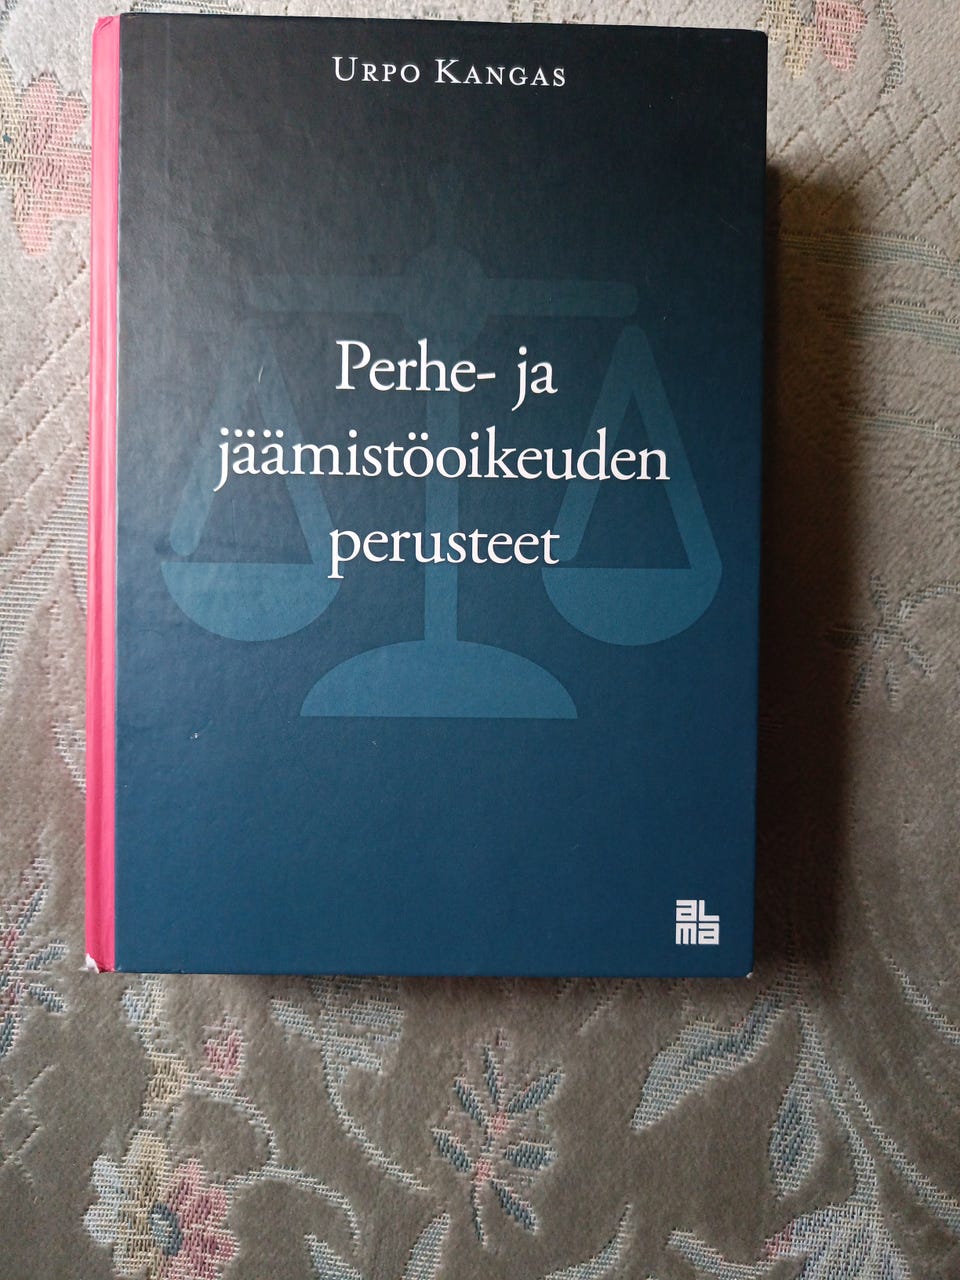 Urpo Kangas
Perhe- ja
jäämistöoikeuden
perusteet
aL
ma